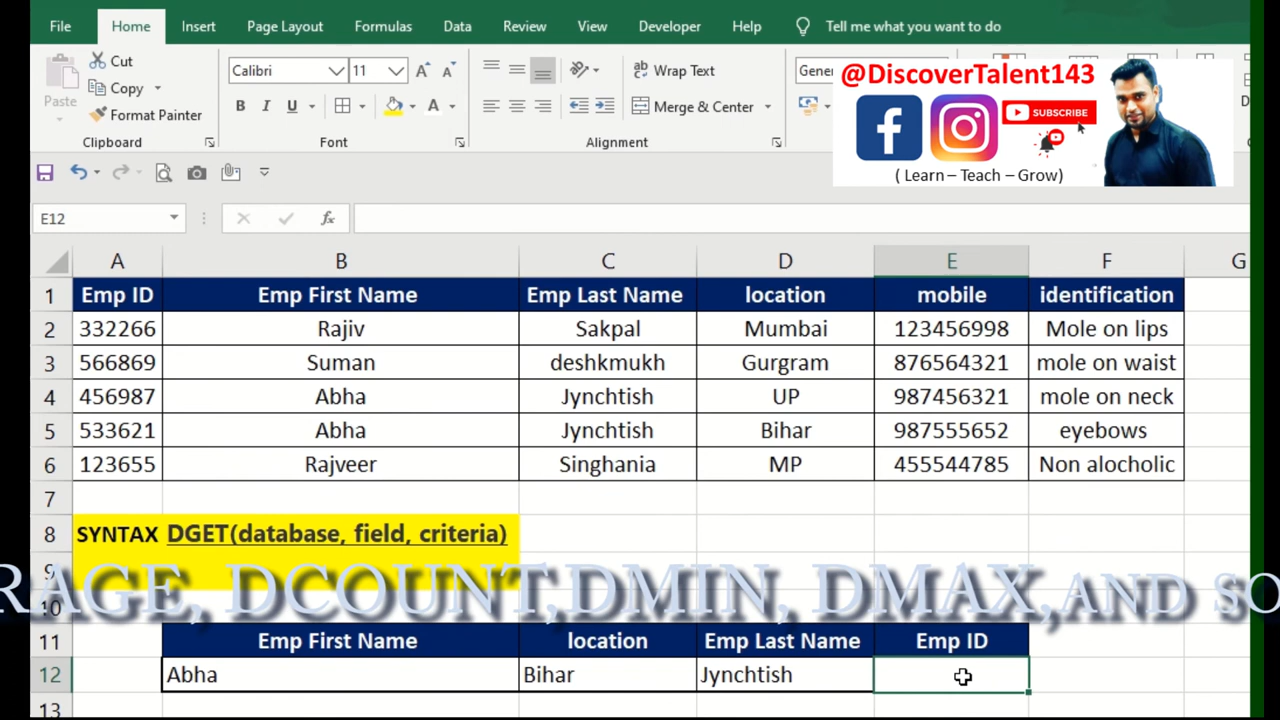 File Home Insert Page Layout Formulas Data Review View Developer Help Tell me what you want to do
Paste
Cut
Copy
Format Painter
Clipboard
Calibri 11
B I U
Font
Wrap Text
Merge & Center
Alignment
Gener
@DiscoverTalent143
SUBSCRIBE
( Learn – Teach – Grow)
E12 fx
A B C D E F G
1 Emp ID Emp First Name Emp Last Name location mobile identification
2 332266 Rajiv Sakpal Mumbai 123456998 Mole on lips
3 566869 Suman deshkmukh Gurgram 876564321 mole on waist
4 456987 Abha Jynchtish UP 987456321 mole on neck
5 533621 Abha Jynchtish Bihar 987555652 eyebows
6 123655 Rajveer Singhania MP 455544785 Non alocholic
7
8 SYNTAX DGET(database, field, criteria)
9
RAGE, DCOUNT,DMIN, DMAX,AND SO
10
11 Emp First Name location Emp Last Name Emp ID
12 Abha Bihar Jynchtish
13